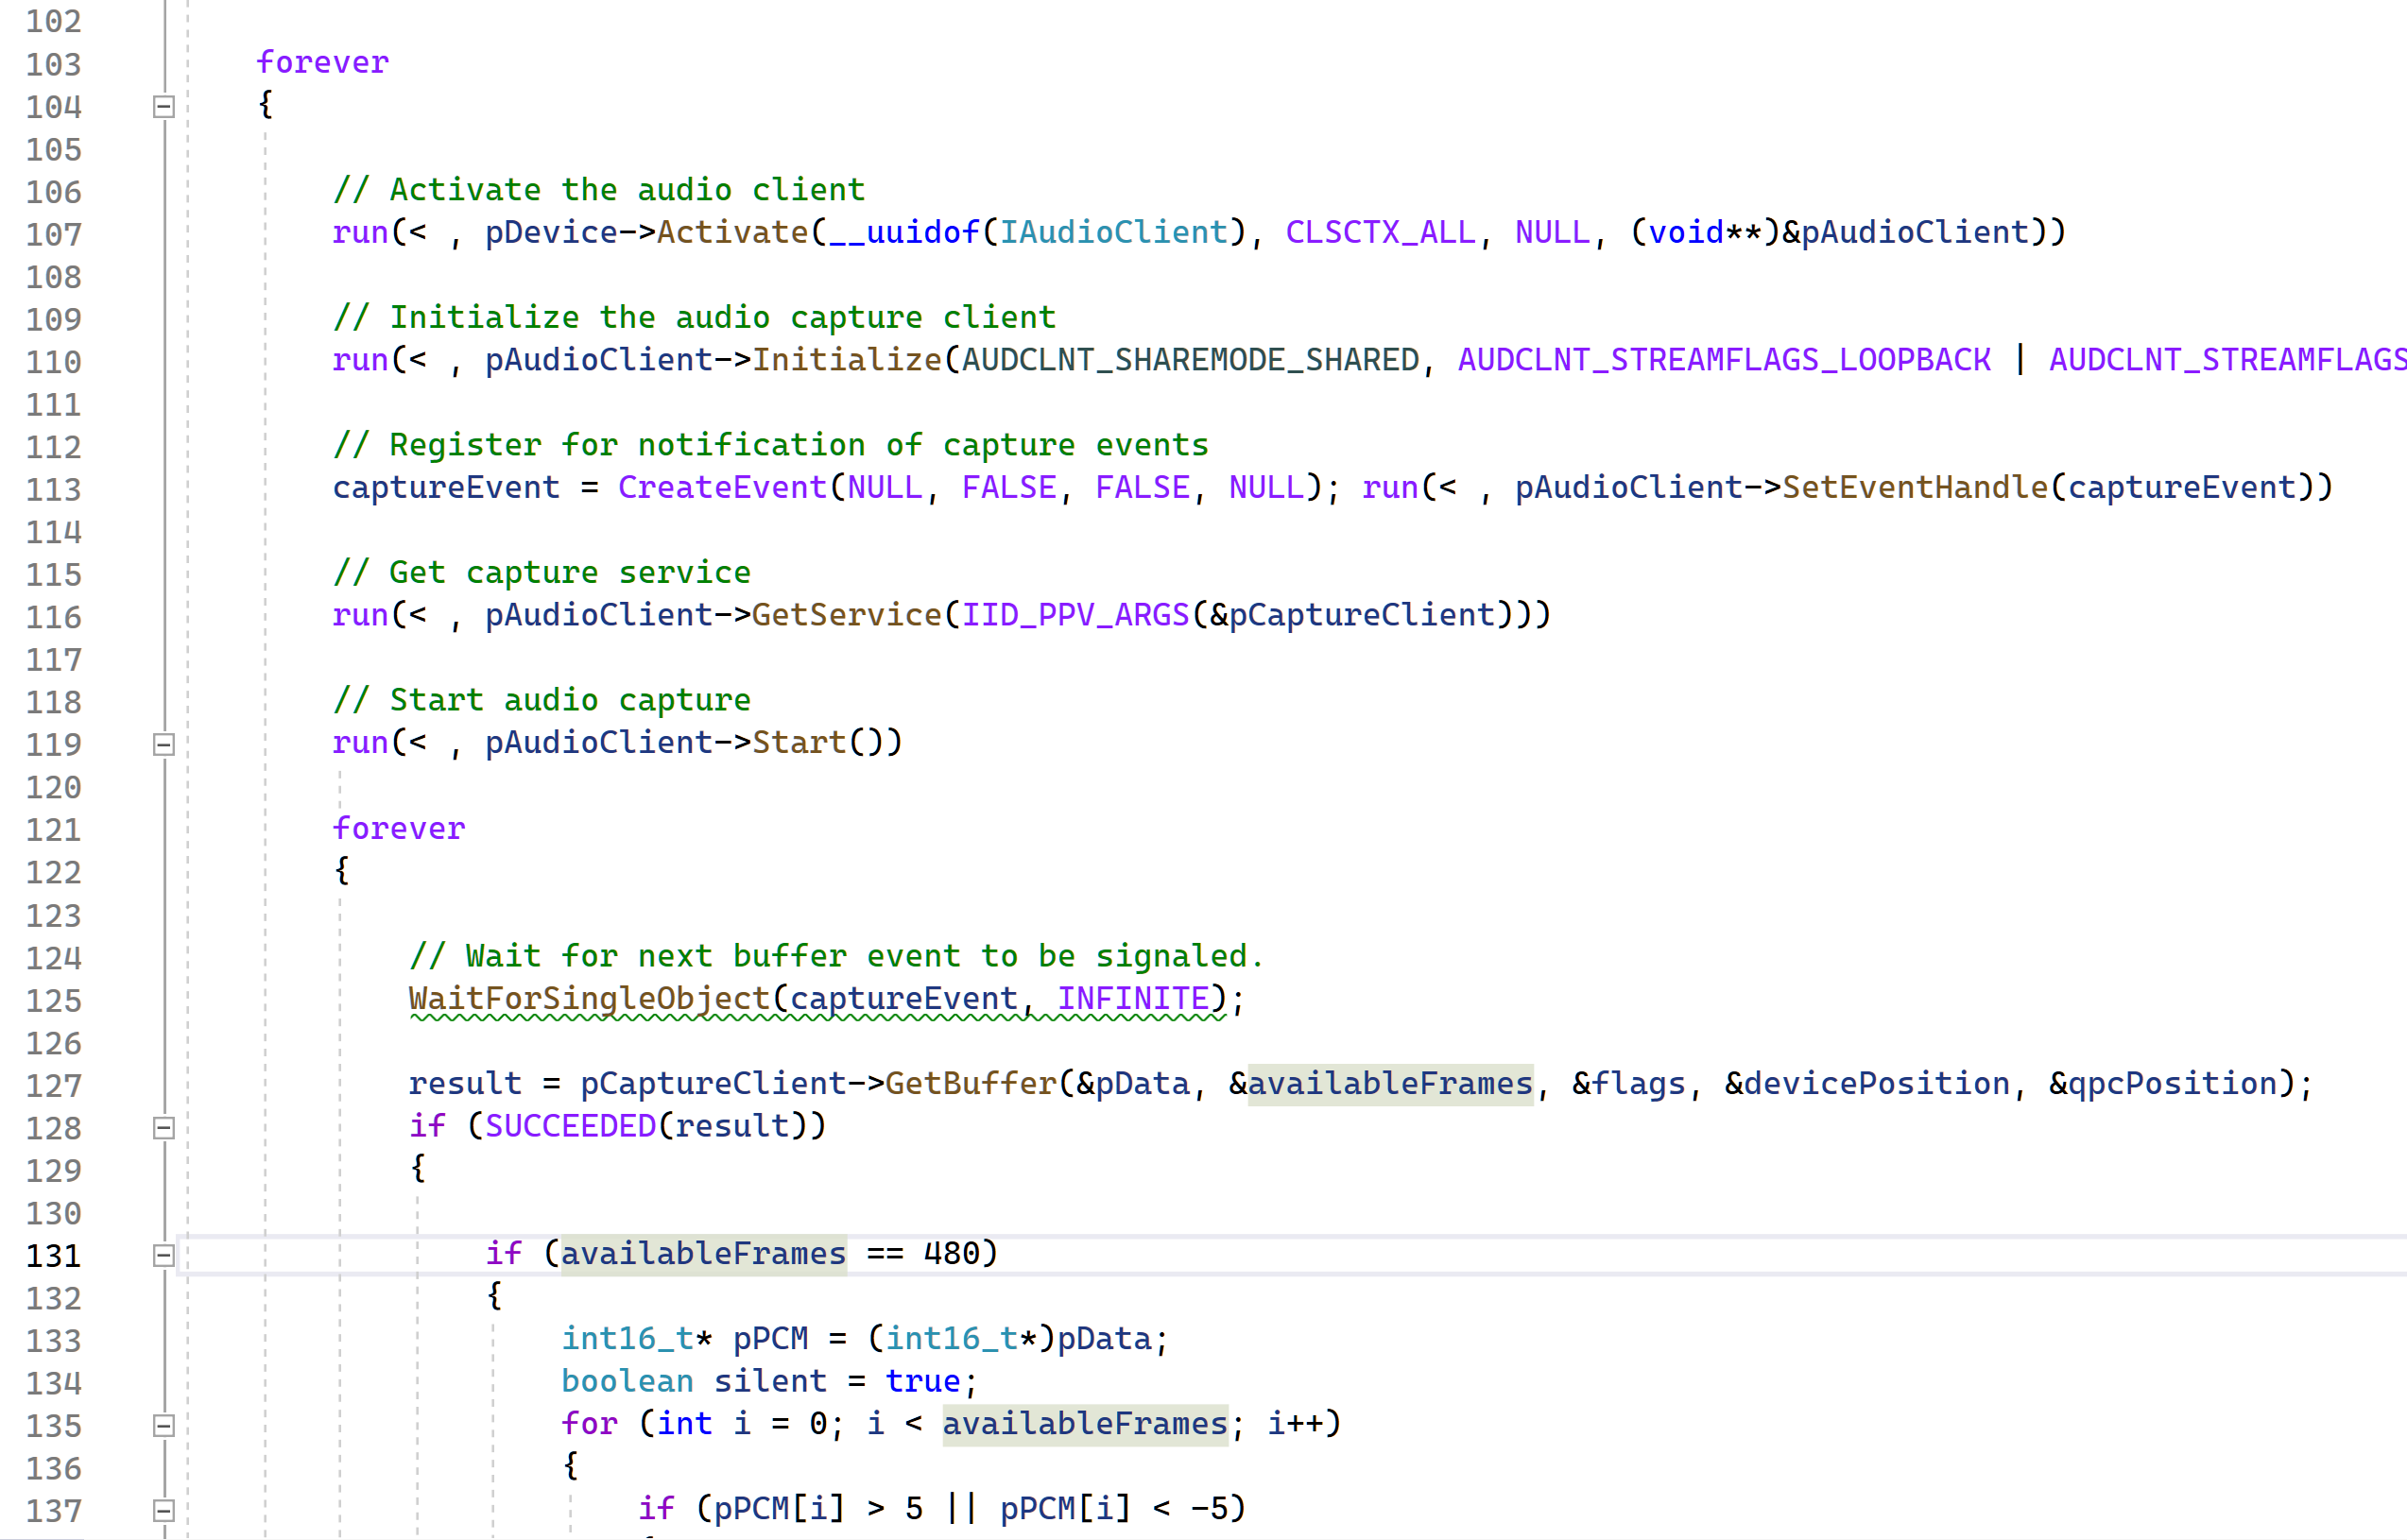 102
103 forever
104 {
105
106 // Activate the audio client
107 run(< , pDevice->Activate(__uuidof(IAudioClient), CLSCTX_ALL, NULL, (void**)&pAudioClient))
108
109 // Initialize the audio capture client
110 run(< , pAudioClient->Initialize(AUDCLNT_SHAREMODE_SHARED, AUDCLNT_STREAMFLAGS_LOOPBACK | AUDCLNT_STREAMFLAGS
111
112 // Register for notification of capture events
113 captureEvent = CreateEvent(NULL, FALSE, FALSE, NULL); run(< , pAudioClient->SetEventHandle(captureEvent))
114
115 // Get capture service
116 run(< , pAudioClient->GetService(IID_PPV_ARGS(&pCaptureClient)))
117
118 // Start audio capture
119 run(< , pAudioClient->Start())
120
121 forever
122 {
123
124 // Wait for next buffer event to be signaled.
125 WaitForSingleObject(captureEvent, INFINITE);
126
127 result = pCaptureClient->GetBuffer(&pData, &availableFrames, &flags, &devicePosition, &qpcPosition);
128 if (SUCCEEDED(result))
129 {
130
131 if (availableFrames == 480)
132 {
133 int16_t* pPCM = (int16_t*)pData;
134 boolean silent = true;
135 for (int i = 0; i < availableFrames; i++)
136 {
137 if (pPCM[i] > 5 || pPCM[i] < -5)